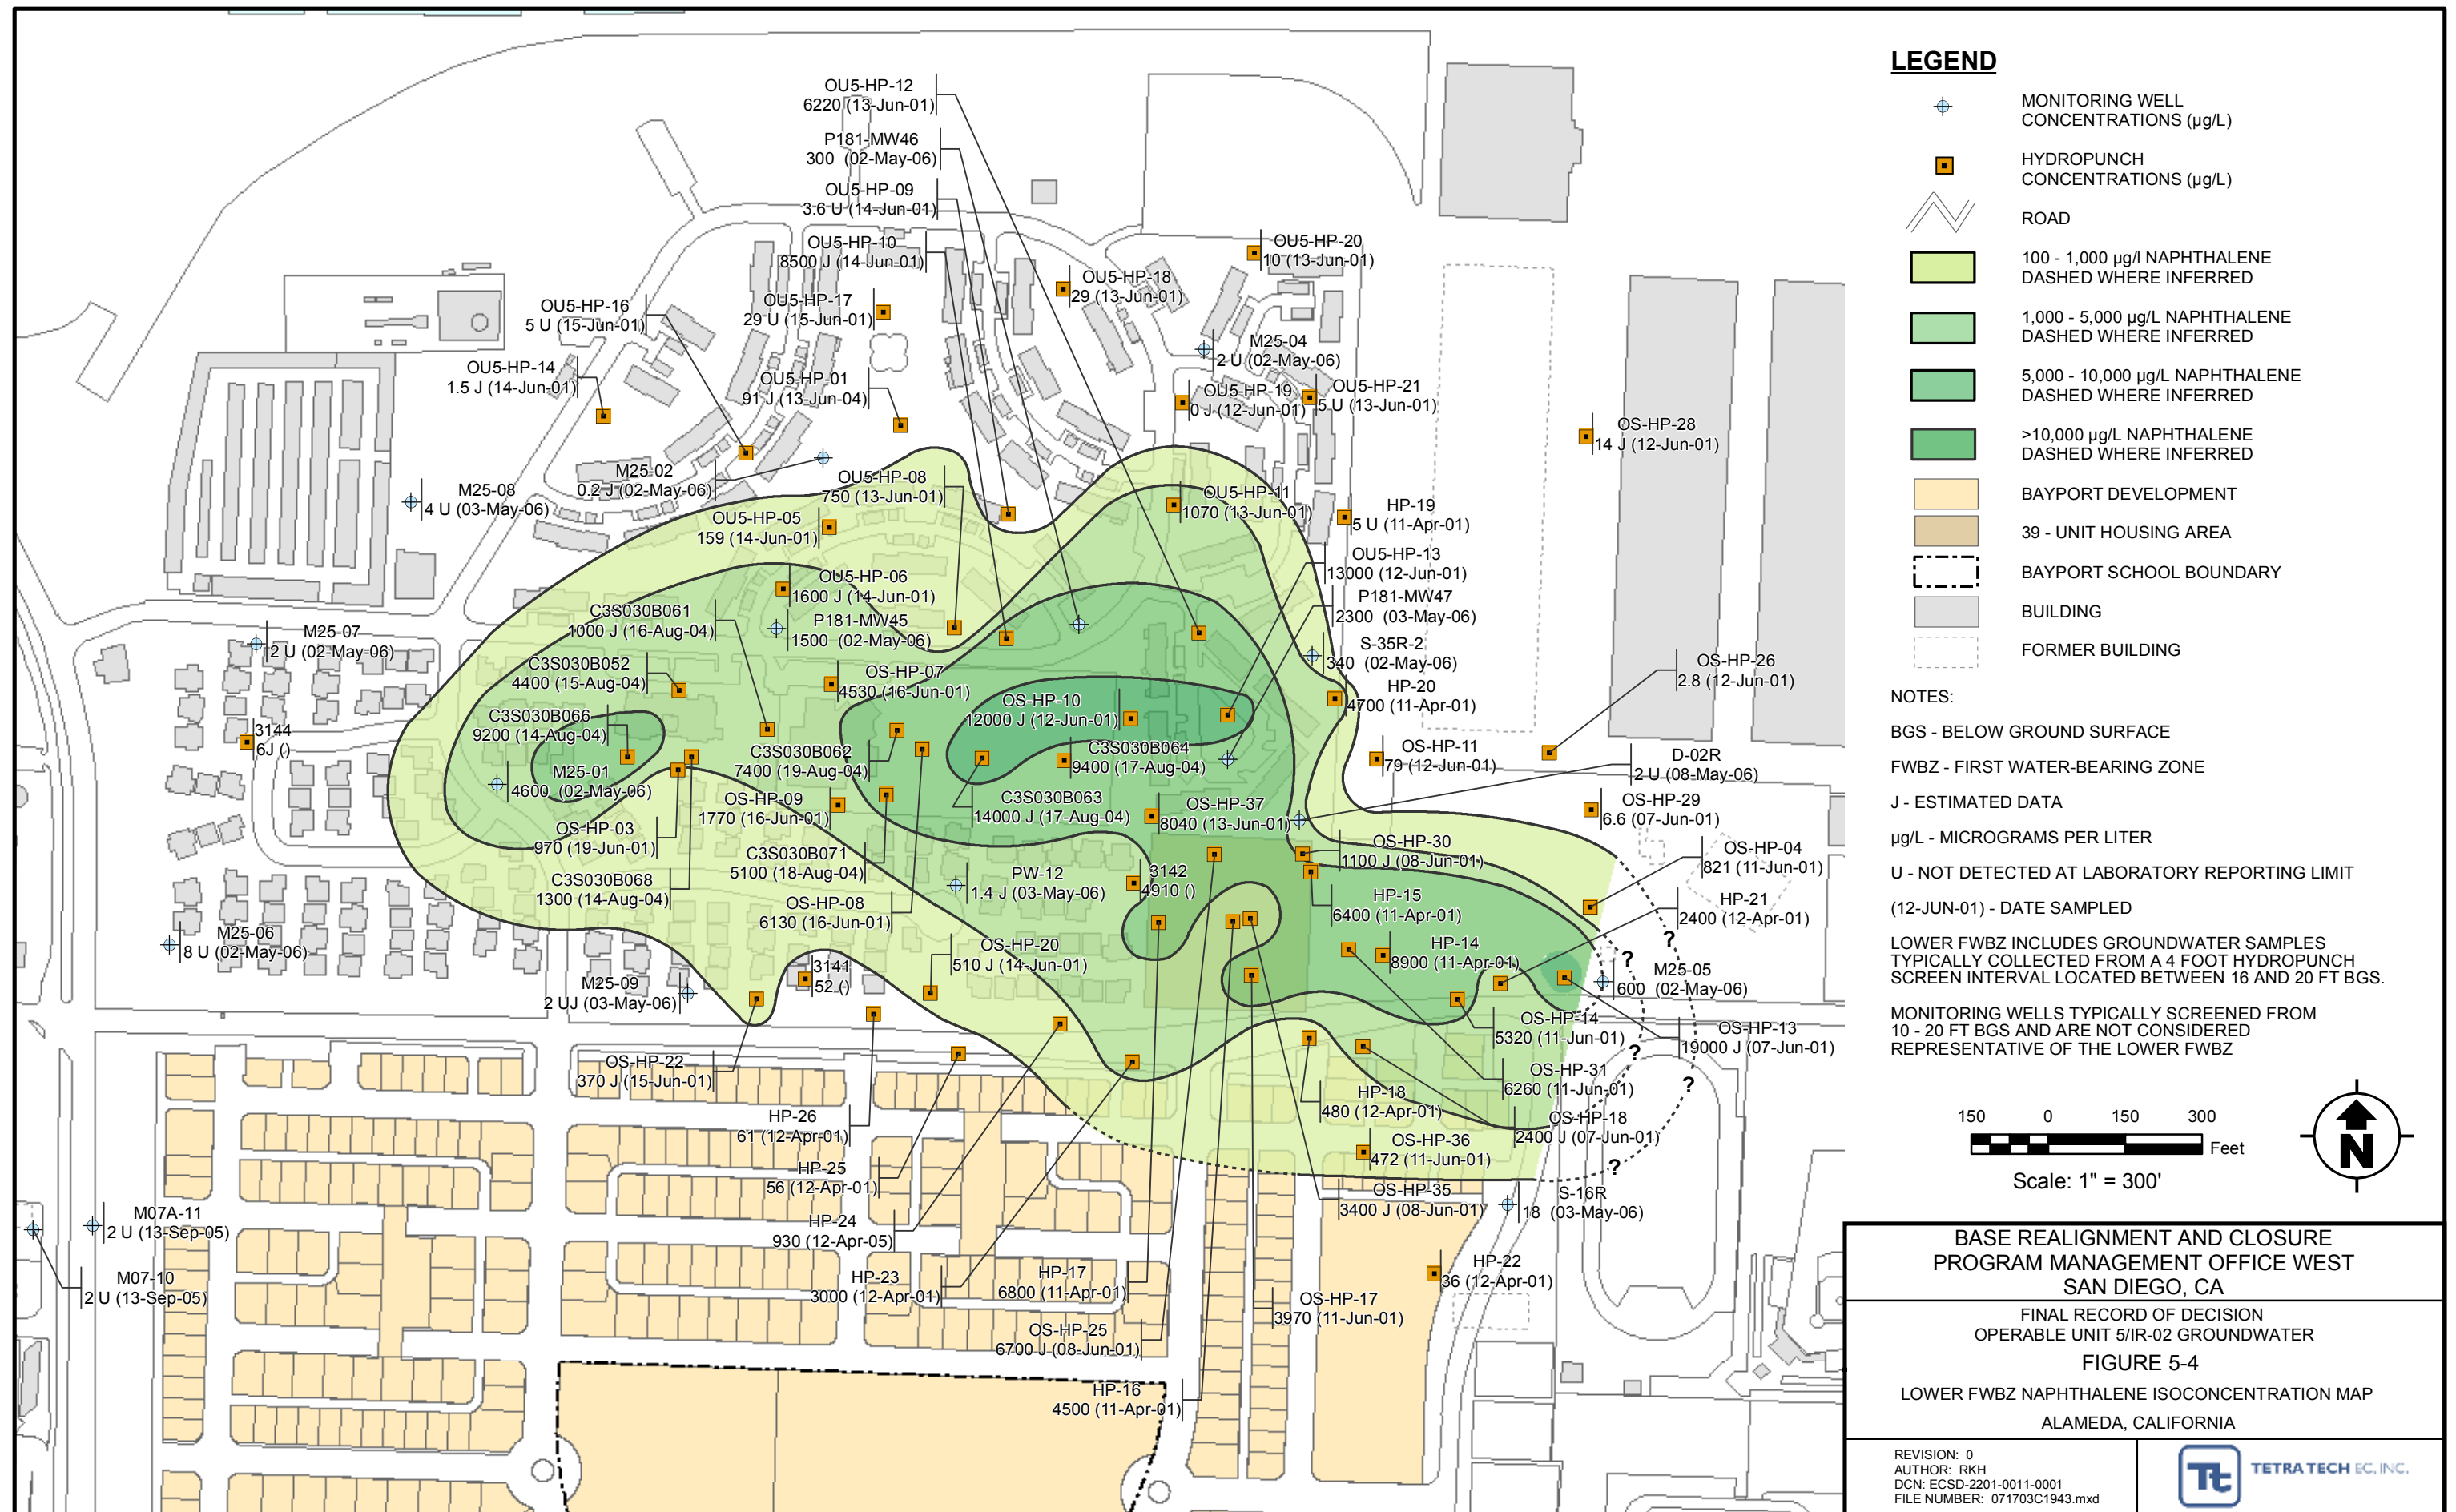 OU5-HP-12
6220 (13-Jun-01)
P181-MW46
300 (02-May-06)
OU5-HP-09
3.6 U (14-Jun-01)
OU5-HP-10
8500 J (14-Jun-01)
OU5-HP-20
10 (13-Jun-01)
OU5-HP-18
29 (13-Jun-01)
OU5-HP-16
5 U (15-Jun-01)
OU5-HP-17
29 U (15-Jun-01)
M25-04
2 U (02-May-06)
OU5-HP-14
1.5 J (14-Jun-01)
OU5-HP-01
91 J (13-Jun-04)
OU5-HP-19
0 J (12-Jun-01)
OU5-HP-21
5 U (13-Jun-01)
OS-HP-28
14 J (12-Jun-01)
M25-02
0.2 J (02-May-06)
OU5-HP-08
750 (13-Jun-01)
M25-08
4 U (03-May-06)
OU5-HP-11
1070 (13-Jun-01)
HP-19
5 U (11-Apr-01)
OU5-HP-05
159 (14-Jun-01)
OU5-HP-13
13000 (12-Jun-01)
OU5-HP-06
1600 J (14-Jun-01)
P181-MW47
2300 (03-May-06)
C3S030B061
1000 J (16-Aug-04)
P181-MW45
1500 (02-May-06)
M25-07
2 U (02-May-06)
S-35R-2
340 (02-May-06)
C3S030B052
4400 (15-Aug-04)
OS-HP-07
4530 (16-Jun-01)
OS-HP-26
2.8 (12-Jun-01)
HP-20
4700 (11-Apr-01)
C3S030B066
9200 (14-Aug-04)
OS-HP-10
12000 J (12-Jun-01)
3144
6J ()
C3S030B062
7400 (19-Aug-04)
C3S030B064
9400 (17-Aug-04)
OS-HP-11
79 (12-Jun-01)
D-02R
2 U (08-May-06)
M25-01
4600 (02-May-06)
OS-HP-09
1770 (16-Jun-01)
C3S030B063
14000 J (17-Aug-04)
OS-HP-37
8040 (13-Jun-01)
OS-HP-29
6.6 (07-Jun-01)
OS-HP-03
970 (19-Jun-01)
C3S030B071
5100 (18-Aug-04)
OS-HP-30
1100 J (08-Jun-01)
OS-HP-04
821 (11-Jun-01)
C3S030B068
1300 (14-Aug-04)
PW-12
1.4 J (03-May-06)
3142
4910 ()
OS-HP-08
6130 (16-Jun-01)
HP-15
6400 (11-Apr-01)
HP-21
2400 (12-Apr-01)
M25-06
8 U (02-May-06)
OS-HP-20
510 J (14-Jun-01)
HP-14
8900 (11-Apr-01)
?
?
3141
52 ()
M25-09
2 UJ (03-May-06)
M25-05
600 (02-May-06)
OS-HP-14
5320 (11-Jun-01)
OS-HP-13
19000 J (07-Jun-01)
?
OS-HP-22
370 J (15-Jun-01)
OS-HP-31
6260 (11-Jun-01)
?
HP-18
480 (12-Apr-01)
HP-26
61 (12-Apr-01)
OS-HP-18
2400 J (07-Jun-01)
OS-HP-36
472 (11-Jun-01)
?
HP-25
56 (12-Apr-01)
OS-HP-35
3400 J (08-Jun-01)
S-16R
18 (03-May-06)
M07A-11
2 U (13-Sep-05)
HP-24
930 (12-Apr-05)
HP-22
36 (12-Apr-01)
M07-10
2 U (13-Sep-05)
HP-23
3000 (12-Apr-01)
HP-17
6800 (11-Apr-01)
OS-HP-17
3970 (11-Jun-01)
OS-HP-25
6700 J (08-Jun-01)
HP-16
4500 (11-Apr-01)
LEGEND
MONITORING WELL
CONCENTRATIONS (µg/L)
HYDROPUNCH
CONCENTRATIONS (µg/L)
ROAD
100 - 1,000 µg/l NAPHTHALENE
DASHED WHERE INFERRED
1,000 - 5,000 µg/L NAPHTHALENE
DASHED WHERE INFERRED
5,000 - 10,000 µg/L NAPHTHALENE
DASHED WHERE INFERRED
>10,000 µg/L NAPHTHALENE
DASHED WHERE INFERRED
BAYPORT DEVELOPMENT
39 - UNIT HOUSING AREA
BAYPORT SCHOOL BOUNDARY
BUILDING
FORMER BUILDING
NOTES:
BGS - BELOW GROUND SURFACE
FWBZ - FIRST WATER-BEARING ZONE
J - ESTIMATED DATA
µg/L - MICROGRAMS PER LITER
U - NOT DETECTED AT LABORATORY REPORTING LIMIT
(12-JUN-01) - DATE SAMPLED
LOWER FWBZ INCLUDES GROUNDWATER SAMPLES
TYPICALLY COLLECTED FROM A 4 FOOT HYDROPUNCH
SCREEN INTERVAL LOCATED BETWEEN 16 AND 20 FT BGS.
MONITORING WELLS TYPICALLY SCREENED FROM
10 - 20 FT BGS AND ARE NOT CONSIDERED
REPRESENTATIVE OF THE LOWER FWBZ
150 0 150 300
Feet
Scale: 1" = 300'
N
BASE REALIGNMENT AND CLOSURE
PROGRAM MANAGEMENT OFFICE WEST
SAN DIEGO, CA
FINAL RECORD OF DECISION
OPERABLE UNIT 5/IR-02 GROUNDWATER
FIGURE 5-4
LOWER FWBZ NAPHTHALENE ISOCONCENTRATION MAP
ALAMEDA, CALIFORNIA
REVISION: 0
AUTHOR: RKH
DCN: ECSD-2201-0011-0001
FILE NUMBER: 071703C1943.mxd
Tt TETRA TECH EC, INC.